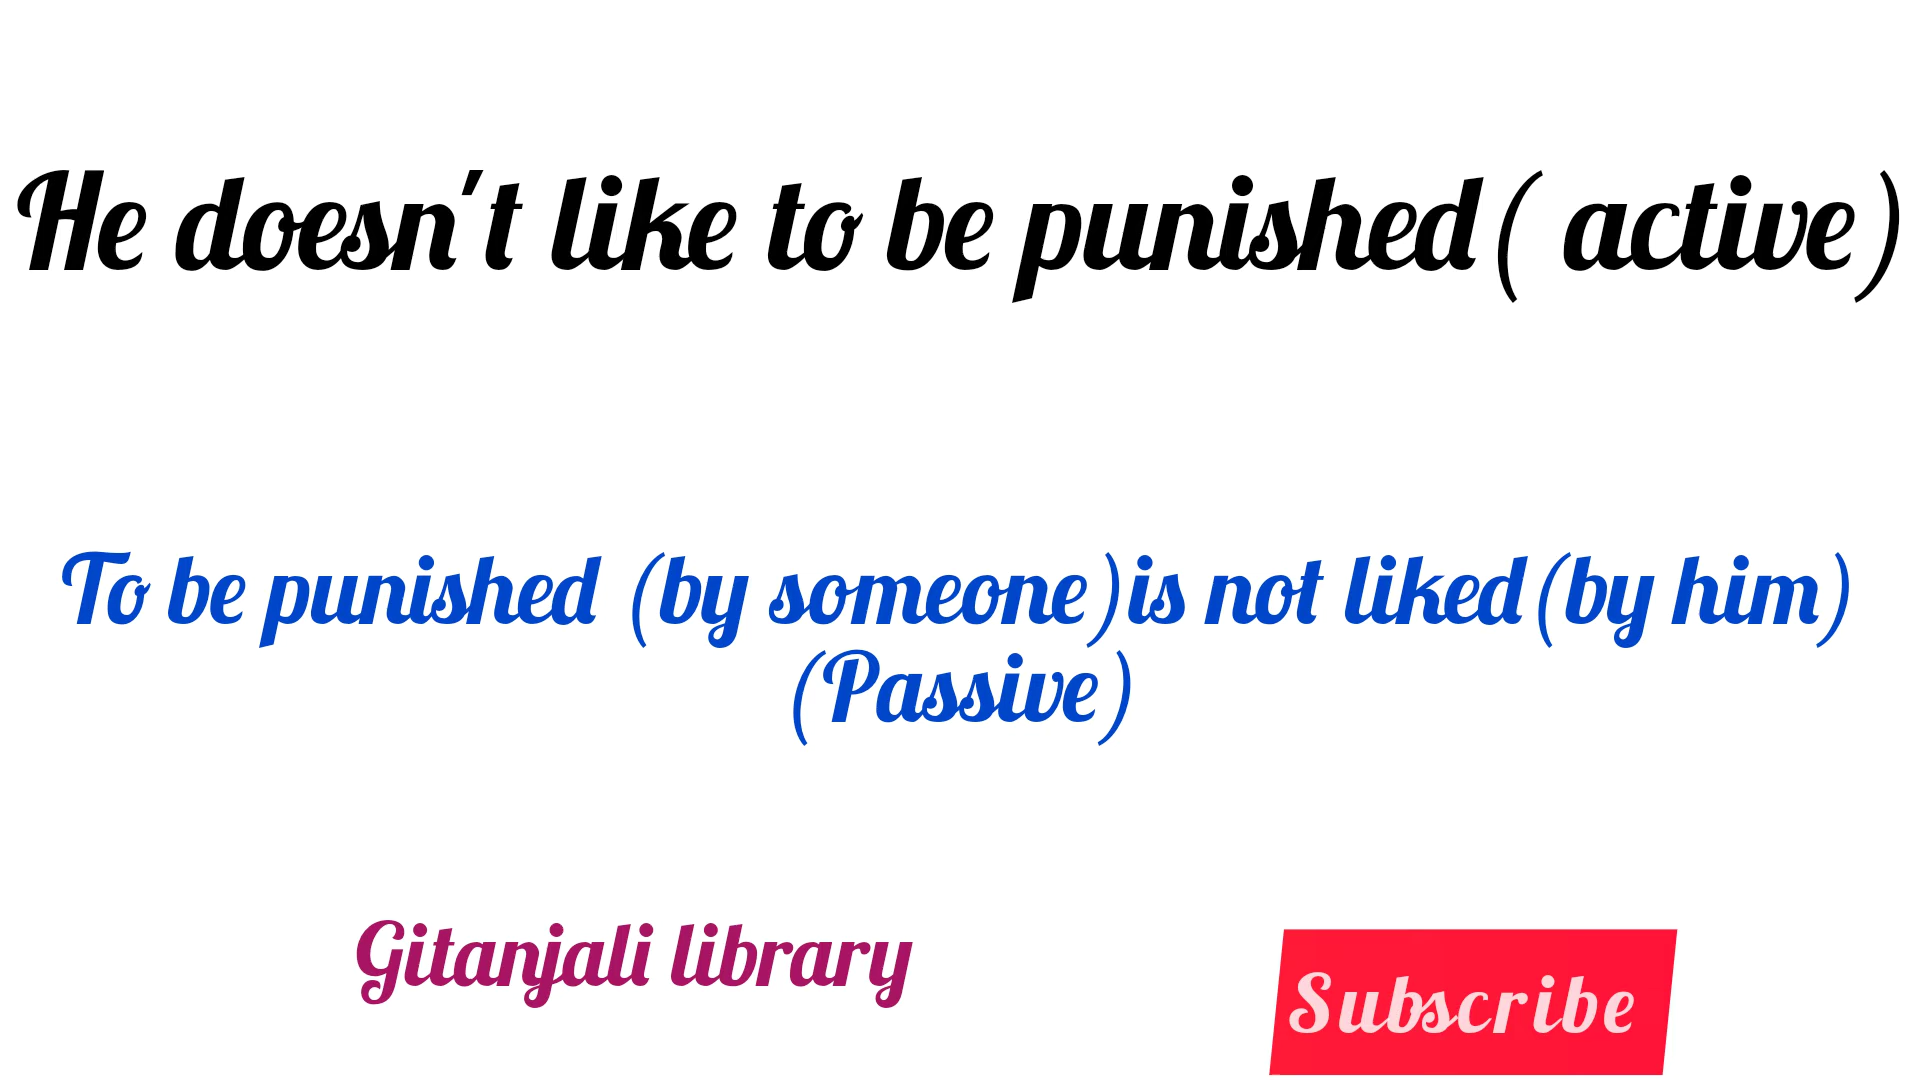 He doesn't like to be punished( active)
To be punished (by someone)is not liked(by him)
(Passive)
Gitanjali library
Subscribe